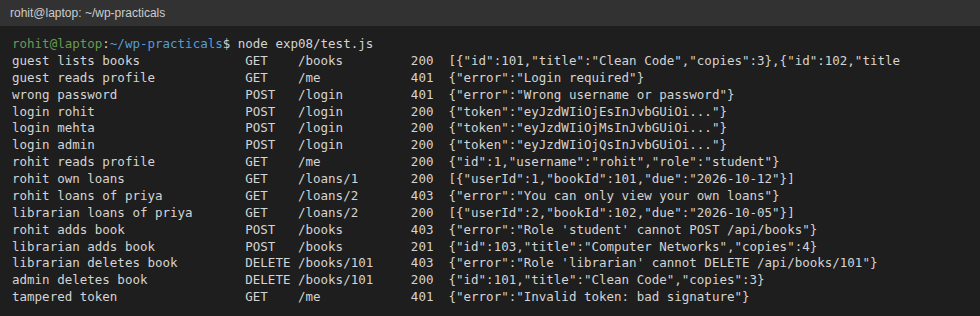 rohit@laptop: ~/wp-practicals
rohit@laptop:~/wp-practicals$ node exp08/test.js
guest lists books GET /books 200 [{"id":101,"title":"Clean Code","copies":3},{"id":102,"title
guest reads profile GET /me 401 {"error":"Login required"}
wrong password POST /login 401 {"error":"Wrong username or password"}
login rohit POST /login 200 {"token":"eyJzdWIiOjEsInJvbGUiOi..."}
login mehta POST /login 200 {"token":"eyJzdWIiOjMsInJvbGUiOi..."}
login admin POST /login 200 {"token":"eyJzdWIiOjQsInJvbGUiOi..."}
rohit reads profile GET /me 200 {"id":1,"username":"rohit","role":"student"}
rohit own loans GET /loans/1 200 [{"userId":1,"bookId":101,"due":"2026-10-12"}]
rohit loans of priya GET /loans/2 403 {"error":"You can only view your own loans"}
librarian loans of priya GET /loans/2 200 [{"userId":2,"bookId":102,"due":"2026-10-05"}]
rohit adds book POST /books 403 {"error":"Role 'student' cannot POST /api/books"}
librarian adds book POST /books 201 {"id":103,"title":"Computer Networks","copies":4}
librarian deletes book DELETE /books/101 403 {"error":"Role 'librarian' cannot DELETE /api/books/101"}
admin deletes book DELETE /books/101 200 {"id":101,"title":"Clean Code","copies":3}
tampered token GET /me 401 {"error":"Invalid token: bad signature"}